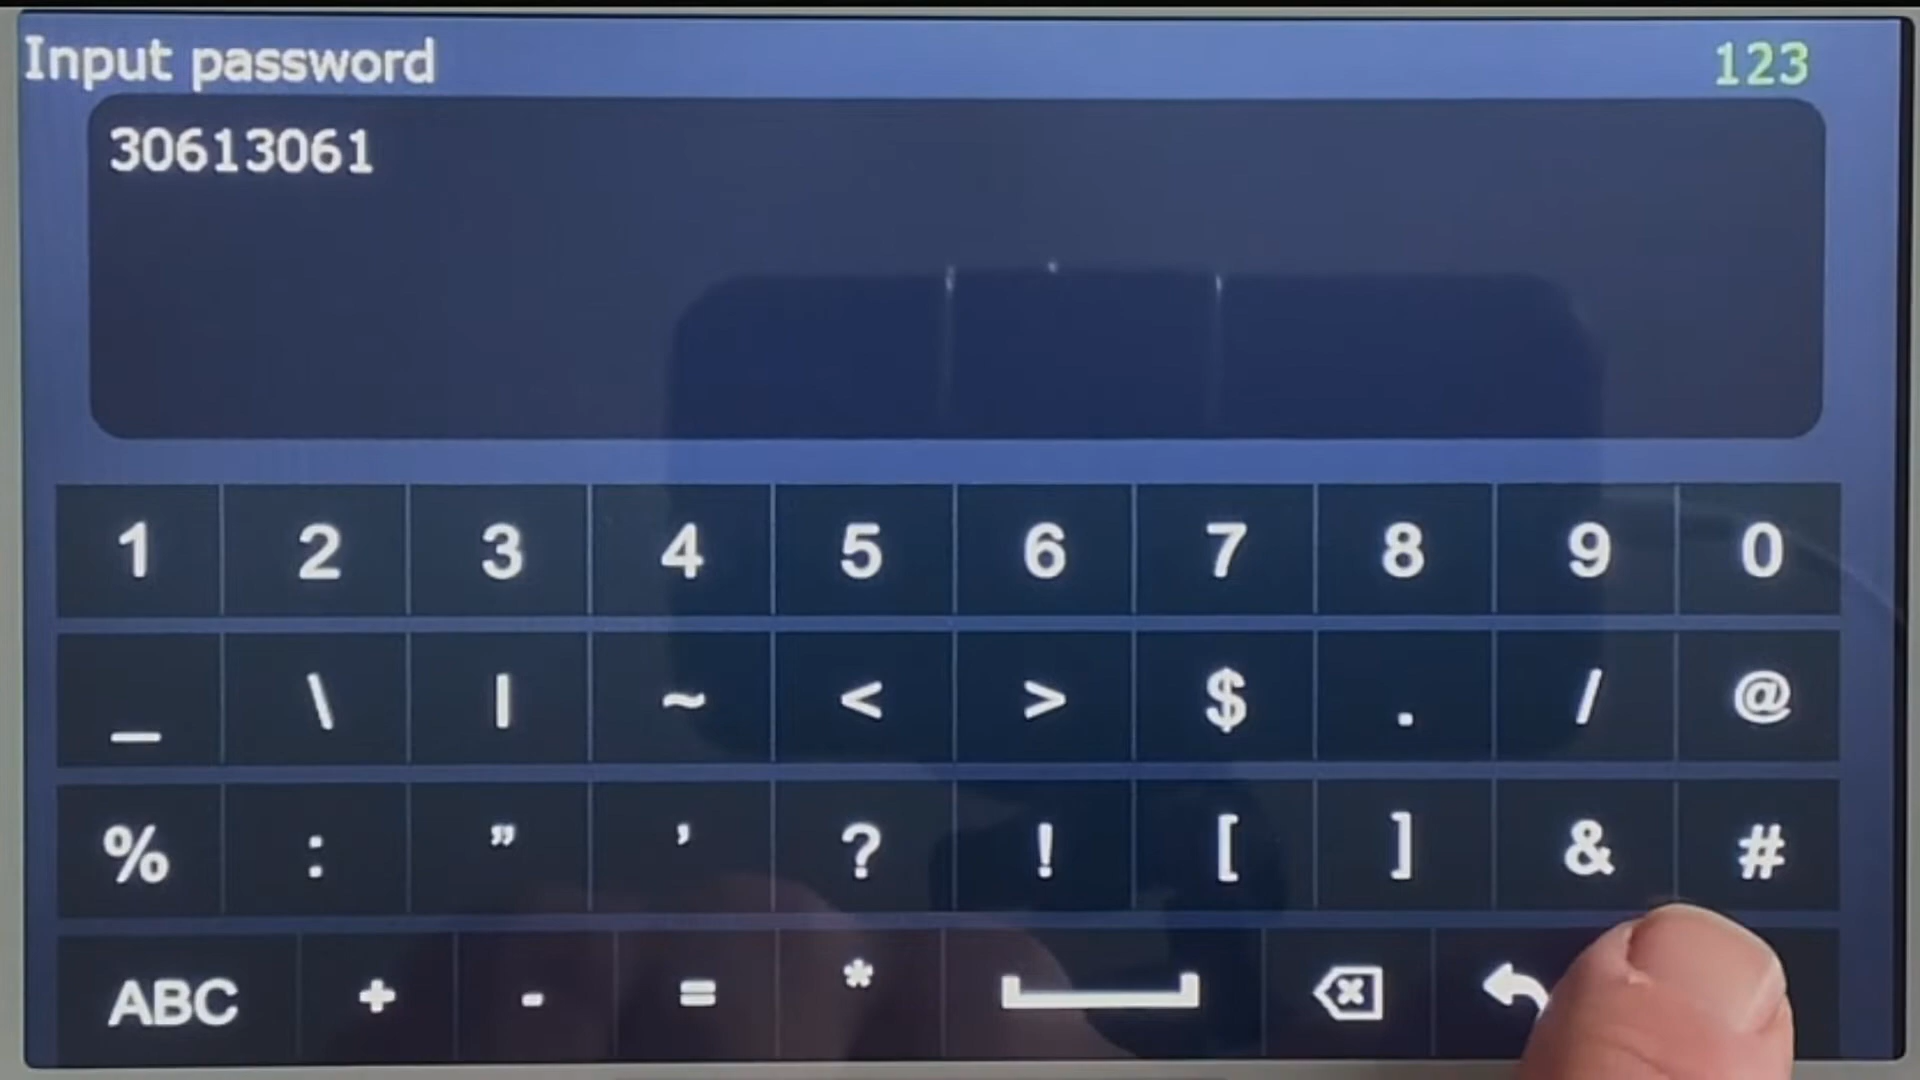 Input password 123
30613061
1 2 3 4 5 6 7 8 9 0
_ \ | ~ < > $ . / @
% : " ' ? ! [ ] & #
ABC + - = *